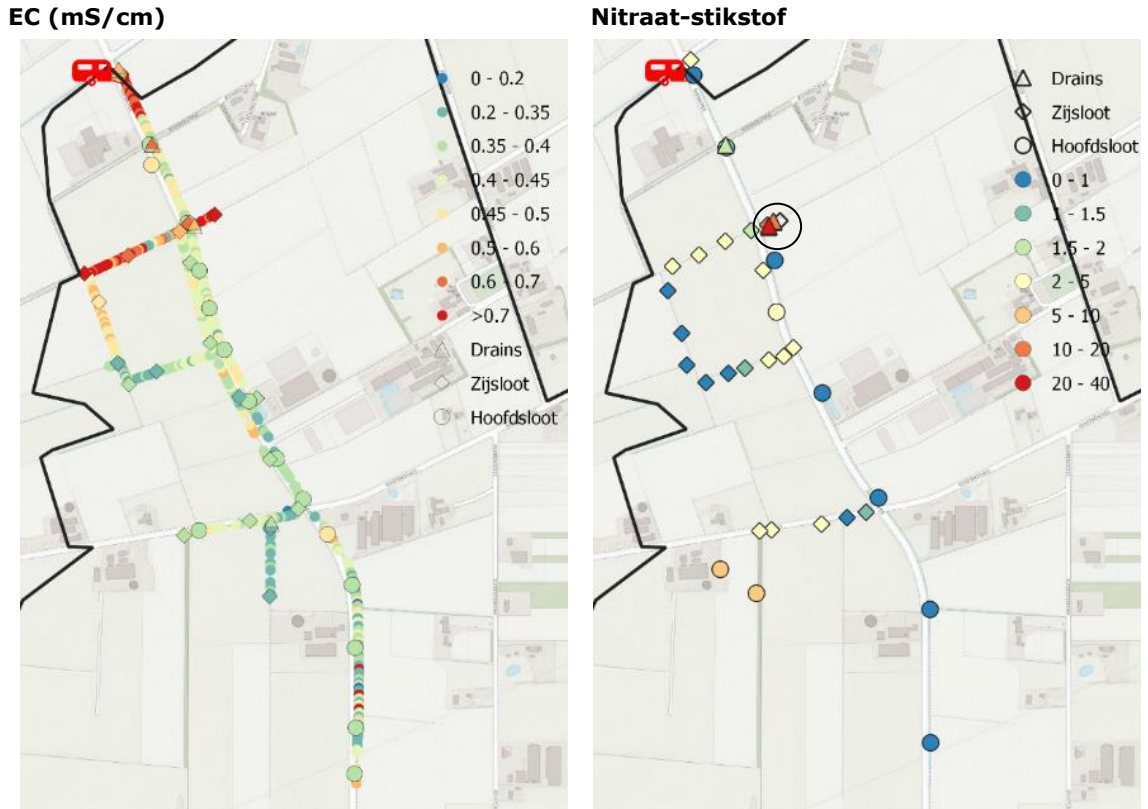 EC (mS/cm)
0 - 0.2
0.2 - 0.35
0.35 - 0.4
0.4 - 0.45
0.45 - 0.5
0.5 - 0.6
0.6 - 0.7
>0.7
Drains
Zijsloot
Hoofdsloot
Nitraat-stikstof
Drains
Zijsloot
Hoofdsloot
0 - 1
1 - 1.5
1.5 - 2
2 - 5
5 - 10
10 - 20
20 - 40